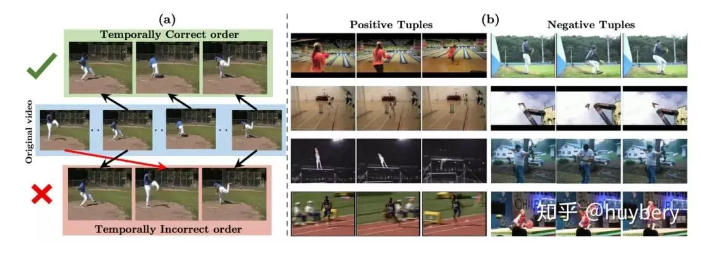 (a)
Temporally Correct order
Original video
Temporally Incorrect order
(b)
Positive Tuples
Negative Tuples
知乎 @huybery